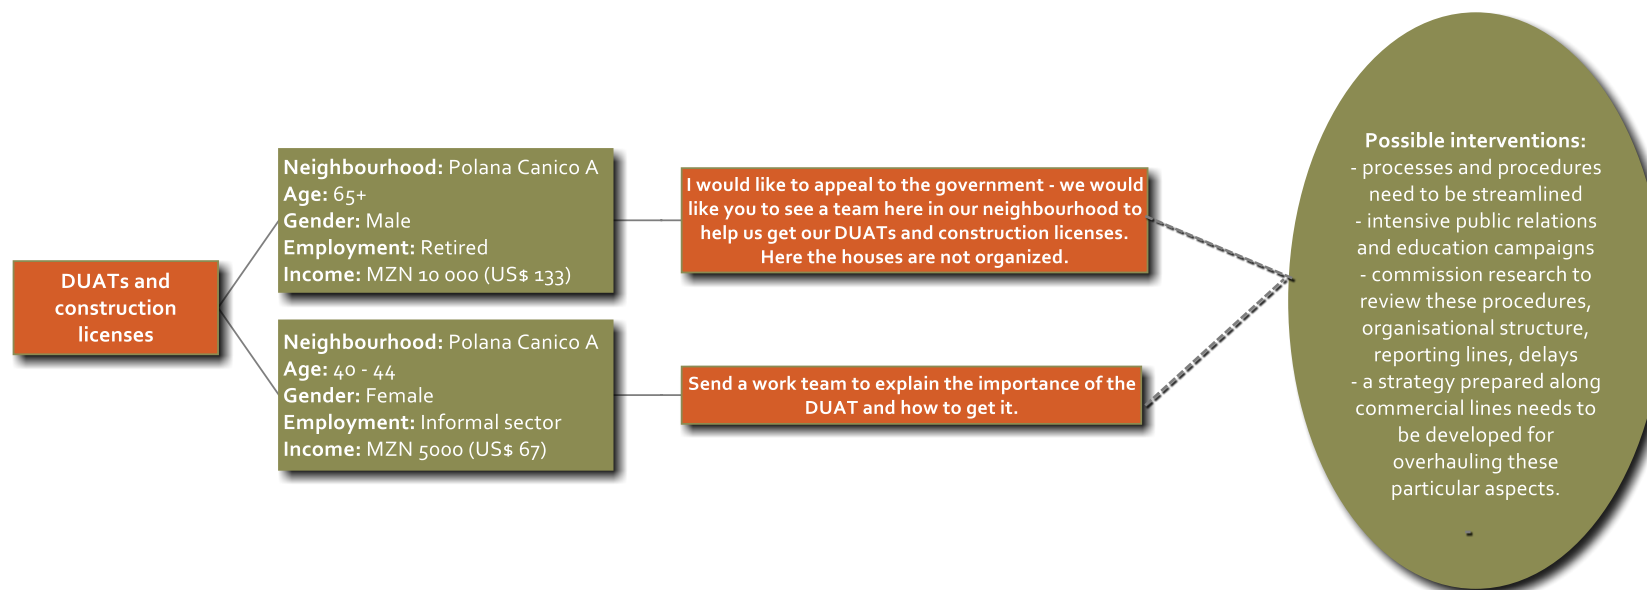 DUATs and
construction
licenses
Neighbourhood: Polana Canico A
Age: 65+
Gender: Male
Employment: Retired
Income: MZN 10 000 (US$ 133)
Neighbourhood: Polana Canico A
Age: 40 - 44
Gender: Female
Employment: Informal sector
Income: MZN 5000 (US$ 67)
I would like to appeal to the government - we would
like you to see a team here in our neighbourhood to
help us get our DUATs and construction licenses.
Here the houses are not organized.
Send a work team to explain the importance of the
DUAT and how to get it.
Possible interventions:
- processes and procedures
need to be streamlined
- intensive public relations
and education campaigns
- commission research to
review these procedures,
organisational structure,
reporting lines, delays
- a strategy prepared along
commercial lines needs to
be developed for
overhauling these
particular aspects.
-